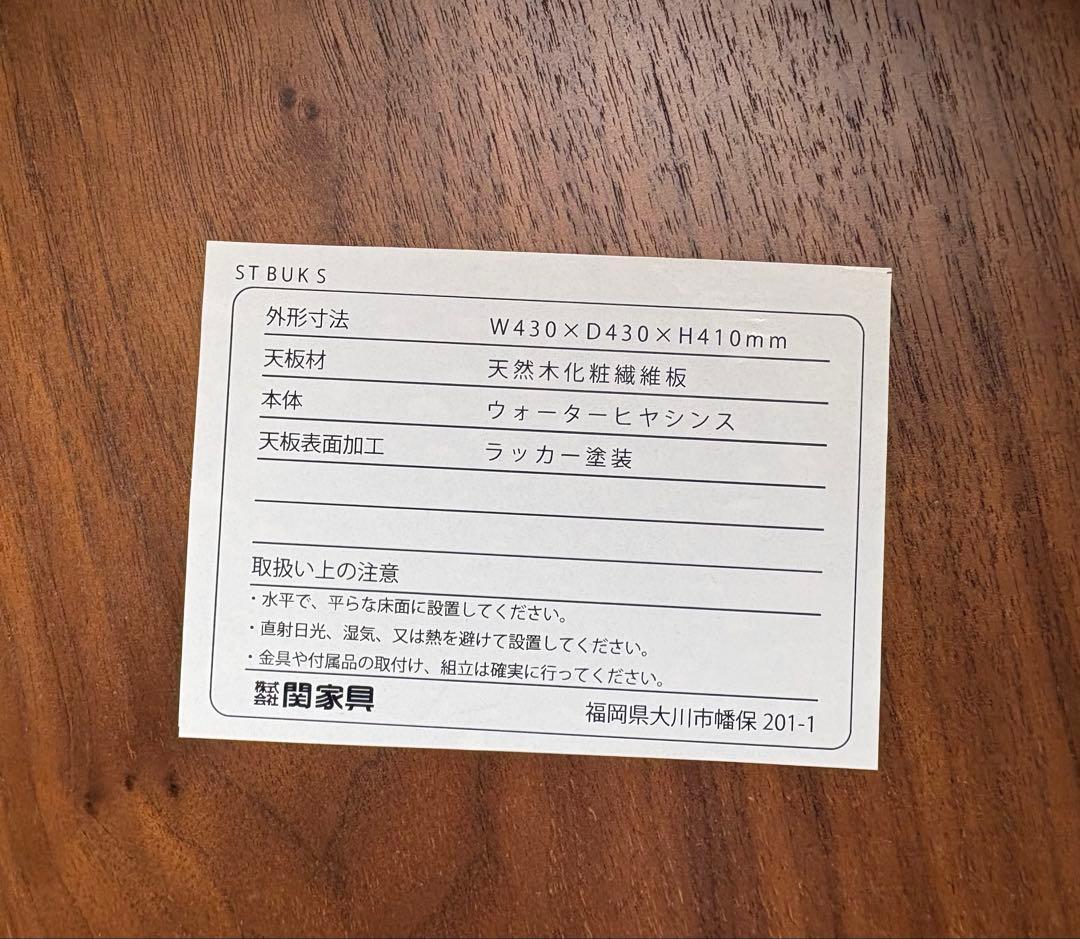 ST BUK S
外形寸法 W430×D430×H410mm
天板材 天然木化粧繊維板
本体 ウォーターヒヤシンス
天板表面加工 ラッカー塗装
取扱い上の注意
・水平で、平らな床面に設置してください。
・直射日光、湿気、又は熱を避けて設置してください。
・金具や付属品の取付け、組立は確実に行ってください。
株式会社 関家具 福岡県大川市幡保 201-1